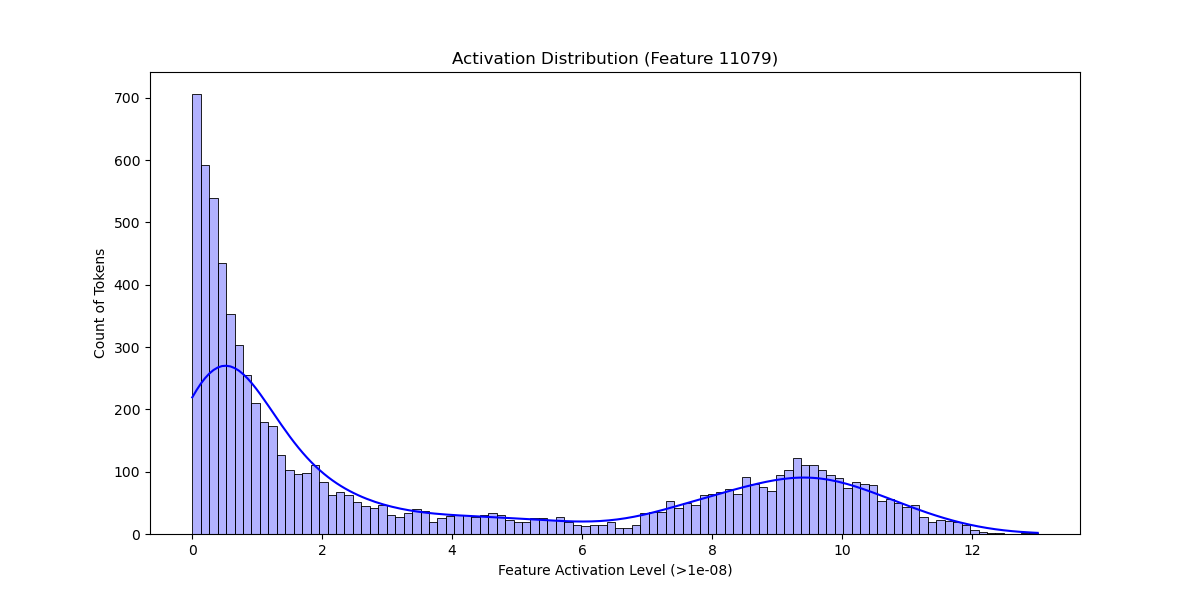 Activation Distribution (Feature 11079)
700
600
500
400
300
200
100
0
Count of Tokens
0 2 4 6 8 10 12
Feature Activation Level (>1e-08)